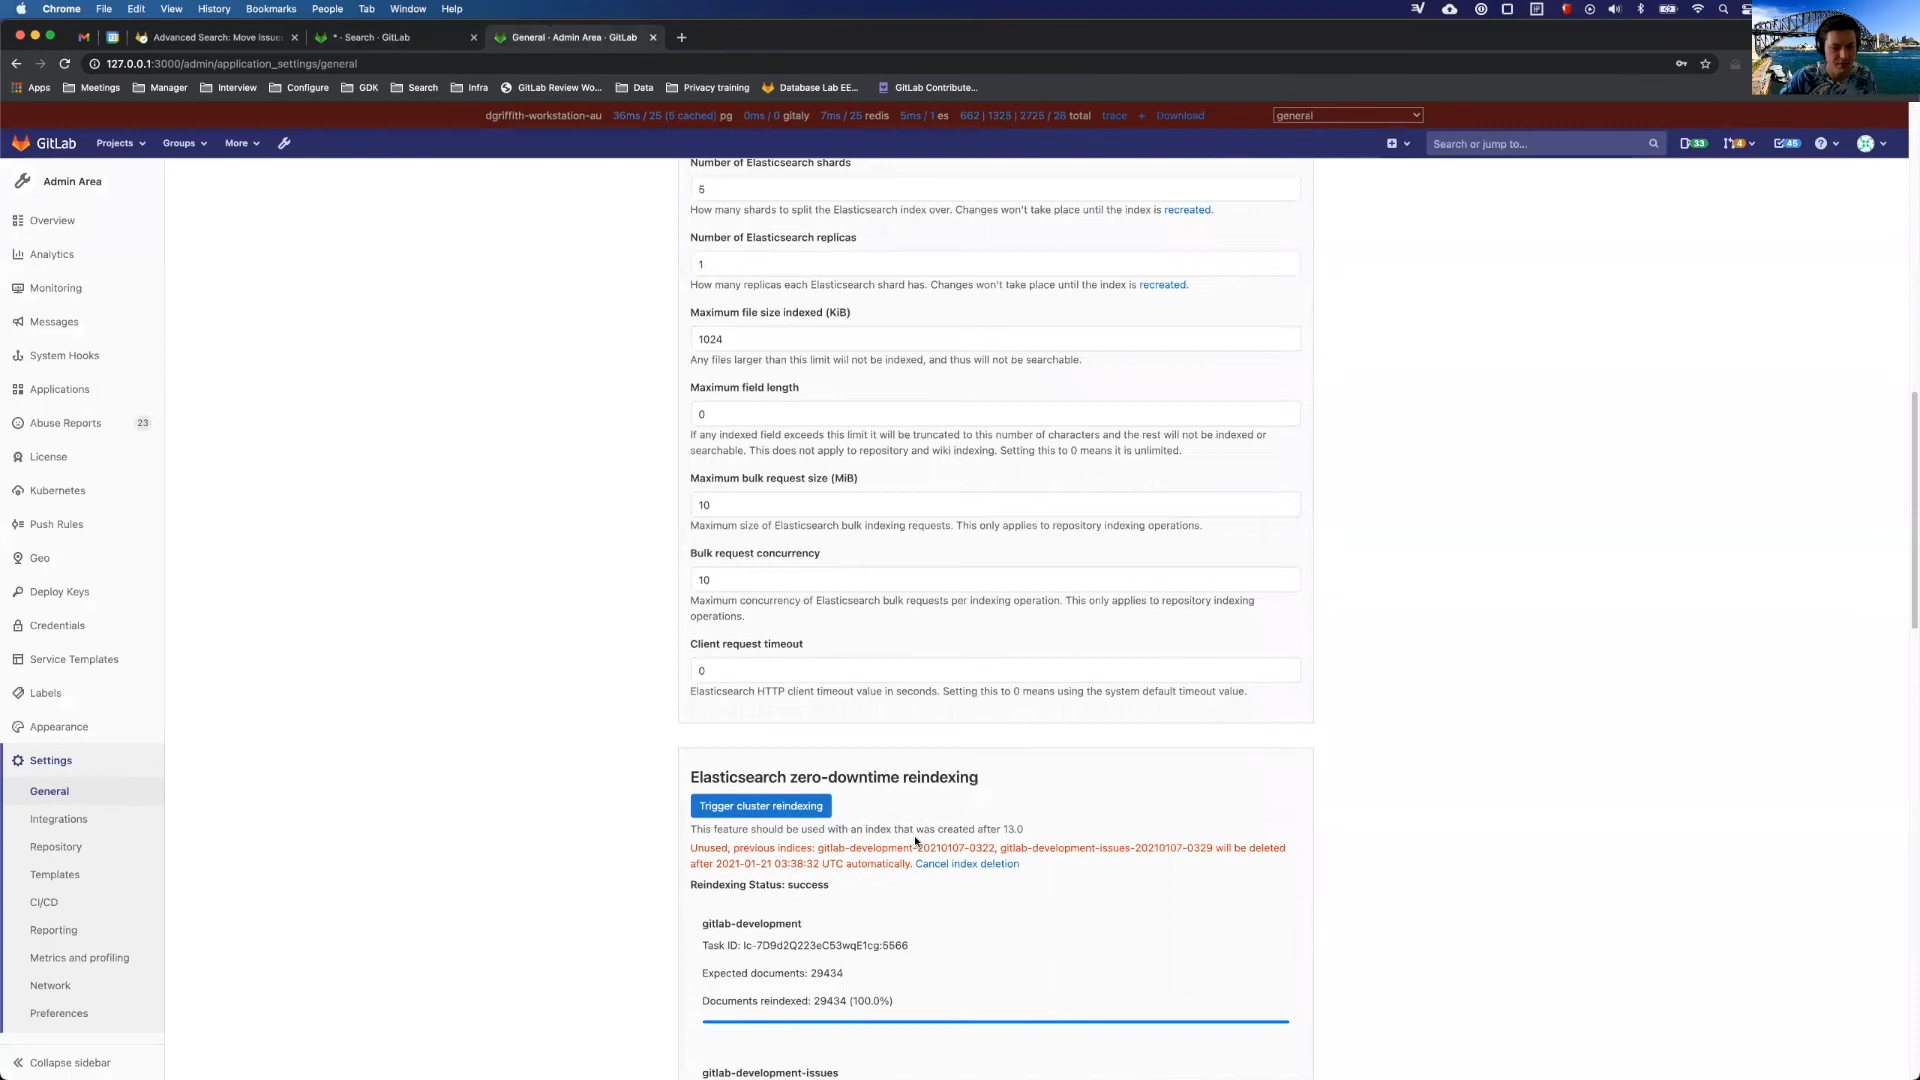 Chrome File Edit View History Bookmarks People Tab Window Help
Advanced Search: Move issues
* · Search · GitLab
General · Admin Area · GitLab
127.0.0.1:3000/admin/application_settings/general
Apps Meetings Manager Interview Configure GDK Search Infra GitLab Review Wo... Data Privacy training Database Lab EE... GitLab Contribute...
dgriffith-workstation-au 36ms / 25 (5 cached) pg 0ms / 0 gitaly 7ms / 25 redis 5ms / 1 es 662 | 1325 | 2725 / 26 total trace + Download general
GitLab Projects Groups More Search or jump to... 33 4 45
Admin Area
Overview
Analytics
Monitoring
Messages
System Hooks
Applications
Abuse Reports 23
License
Kubernetes
Push Rules
Geo
Deploy Keys
Credentials
Service Templates
Labels
Appearance
Settings
General
Integrations
Repository
Templates
CI/CD
Reporting
Metrics and profiling
Network
Preferences
Collapse sidebar
Number of Elasticsearch shards
5
How many shards to split the Elasticsearch index over. Changes won't take place until the index is recreated.
Number of Elasticsearch replicas
1
How many replicas each Elasticsearch shard has. Changes won't take place until the index is recreated.
Maximum file size indexed (KiB)
1024
Any files larger than this limit will not be indexed, and thus will not be searchable.
Maximum field length
0
If any indexed field exceeds this limit it will be truncated to this number of characters and the rest will not be indexed or
searchable. This does not apply to repository and wiki indexing. Setting this to 0 means it is unlimited.
Maximum bulk request size (MiB)
10
Maximum size of Elasticsearch bulk indexing requests. This only applies to repository indexing operations.
Bulk request concurrency
10
Maximum concurrency of Elasticsearch bulk requests per indexing operation. This only applies to repository indexing
operations.
Client request timeout
0
Elasticsearch HTTP client timeout value in seconds. Setting this to 0 means using the system default timeout value.
Elasticsearch zero-downtime reindexing
Trigger cluster reindexing
This feature should be used with an index that was created after 13.0
Unused, previous indices: gitlab-development-20210107-0322, gitlab-development-issues-20210107-0329 will be deleted
after 2021-01-21 03:38:32 UTC automatically. Cancel index deletion
Reindexing Status: success
gitlab-development
Task ID: lc-7D9d2Q223eC53wqE1cg:5566
Expected documents: 29434
Documents reindexed: 29434 (100.0%)
gitlab-development-issues